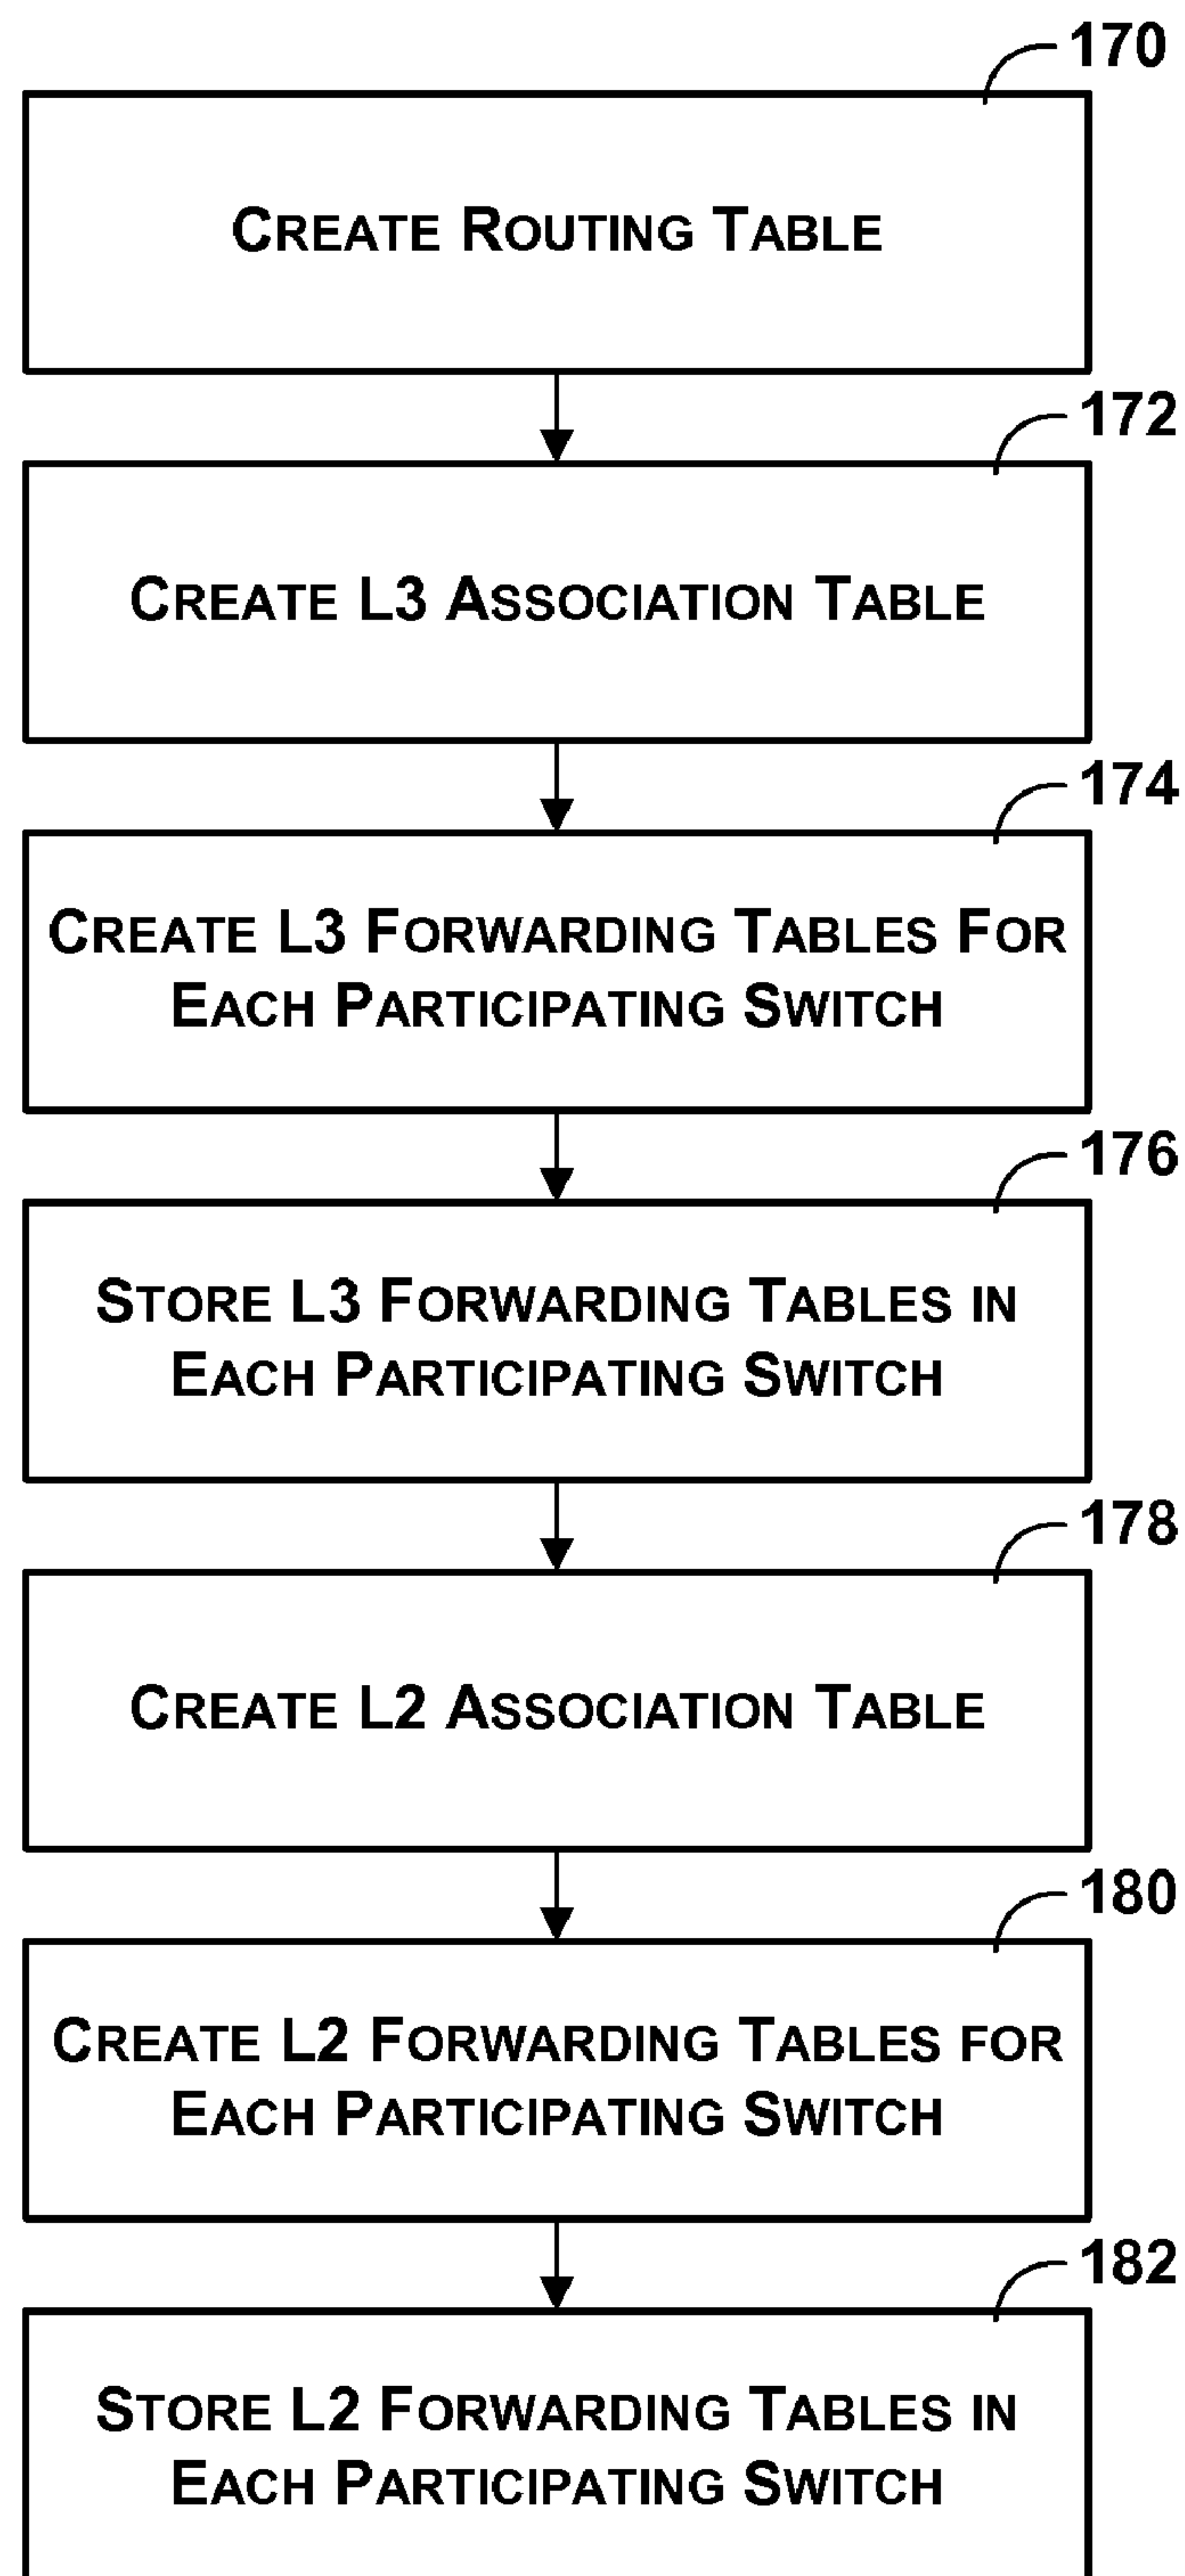 170
CREATE ROUTING TABLE
172
CREATE L3 ASSOCIATION TABLE
174
CREATE L3 FORWARDING TABLES FOR
EACH PARTICIPATING SWITCH
176
STORE L3 FORWARDING TABLES IN
EACH PARTICIPATING SWITCH
178
CREATE L2 ASSOCIATION TABLE
180
CREATE L2 FORWARDING TABLES FOR
EACH PARTICIPATING SWITCH
182
STORE L2 FORWARDING TABLES IN
EACH PARTICIPATING SWITCH